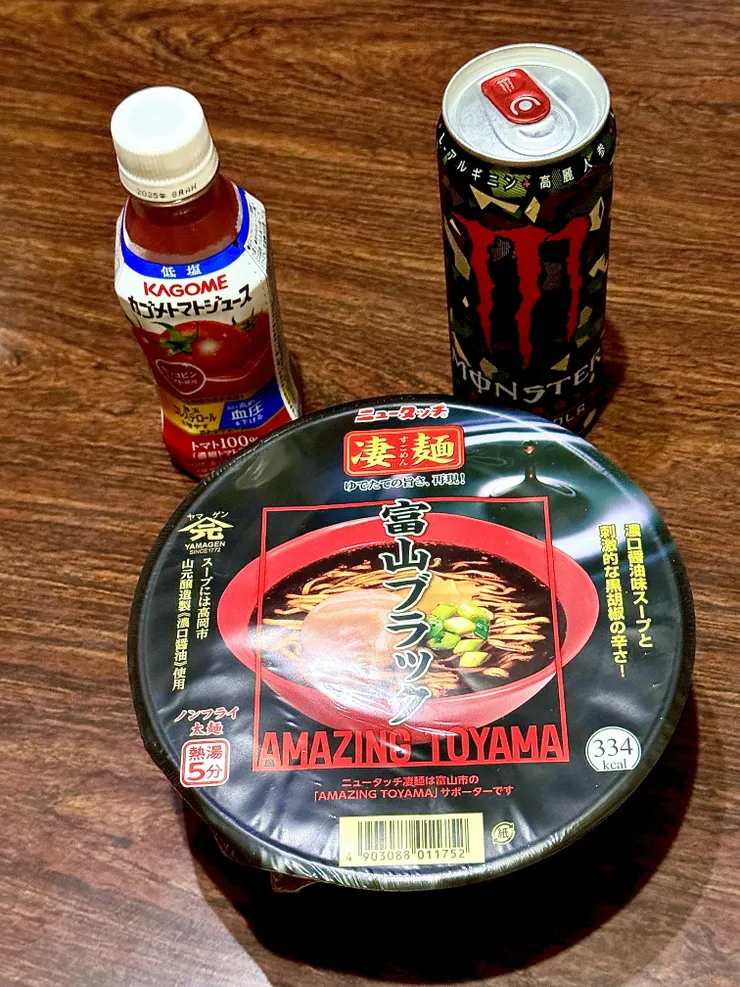 2025年 8月
低塩
KAGOME
カゴメトマトジュース
血圧
を下げる
トマト100%
L-アルギニン+高麗人参
MONSTER
ニュータッチ
凄麺
すごめん
ゆでたての旨さ、再現!
富山ブラック
濃口醤油味スープと
刺激的な黒胡椒の辛さ!
ヤマゲン
YAMAGEN
SINCE1772
スープには高岡市
山元醸造製《濃口醤油》使用
ノンフライ
太麺
熱湯
5分
AMAZING TOYAMA
334
kcal
ニュータッチ凄麺は富山市の
「AMAZING TOYAMA」サポーターです
紙
4 903088 011752